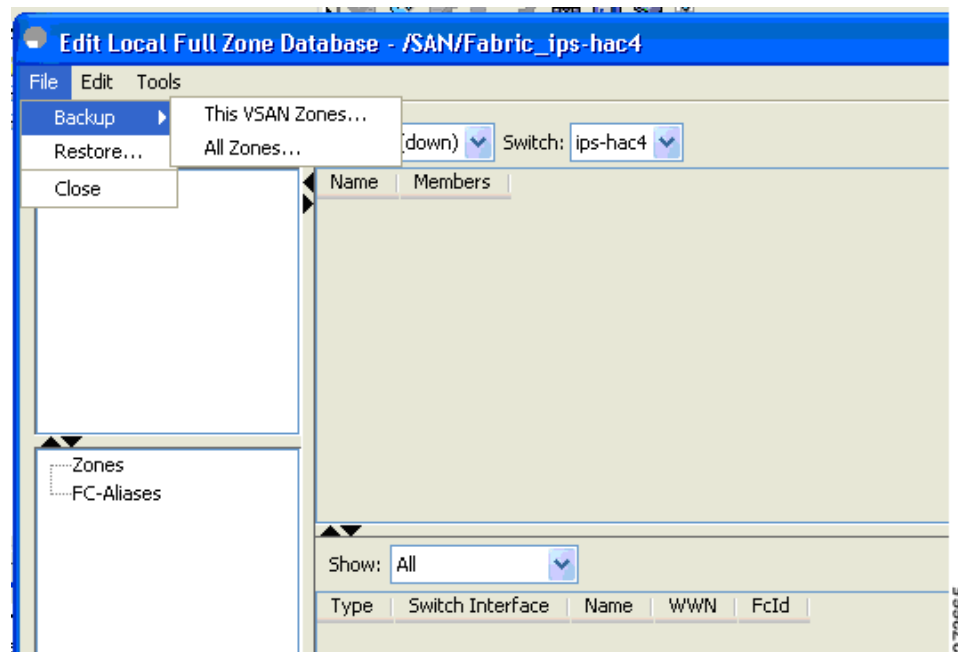 Edit Local Full Zone Database - /SAN/Fabric_ips-hac4
File Edit Tools
Backup This VSAN Zones...
Restore... All Zones...
Close
(down) Switch: ips-hac4
Name Members
Zones
FC-Aliases
Show: All
Type Switch Interface Name WWN FcId